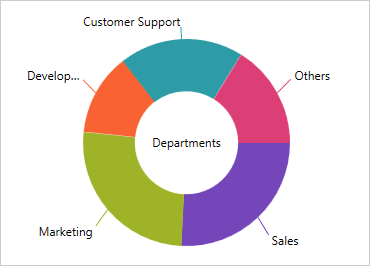 Customer Support
Develop...
Others
Departments
Marketing
Sales